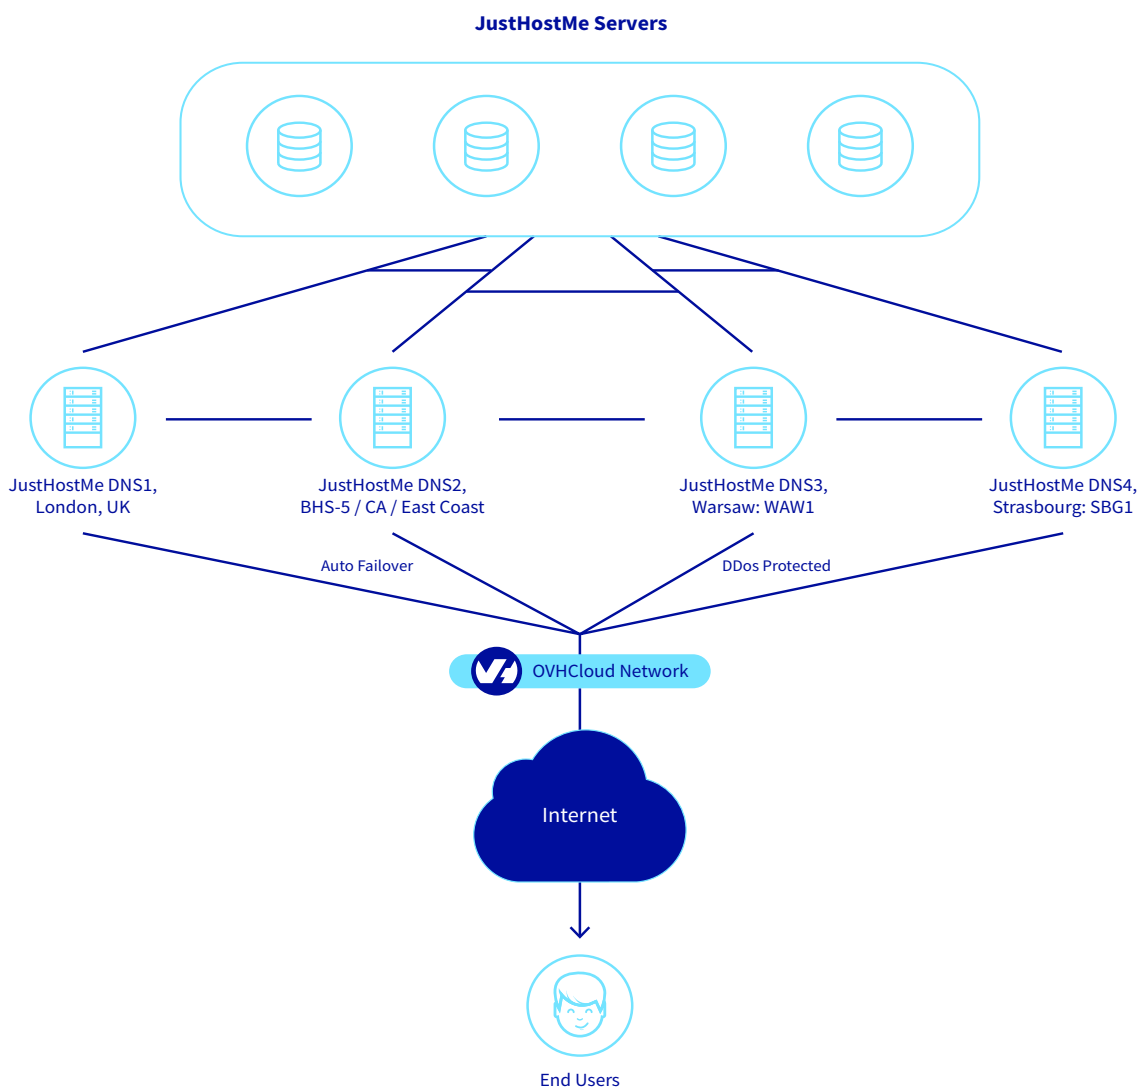 JustHostMe Servers
JustHostMe DNS1,
London, UK
JustHostMe DNS2,
BHS-5 / CA / East Coast
JustHostMe DNS3,
Warsaw: WAW1
JustHostMe DNS4,
Strasbourg: SBG1
Auto Failover
DDos Protected
OVHCloud Network
Internet
End Users